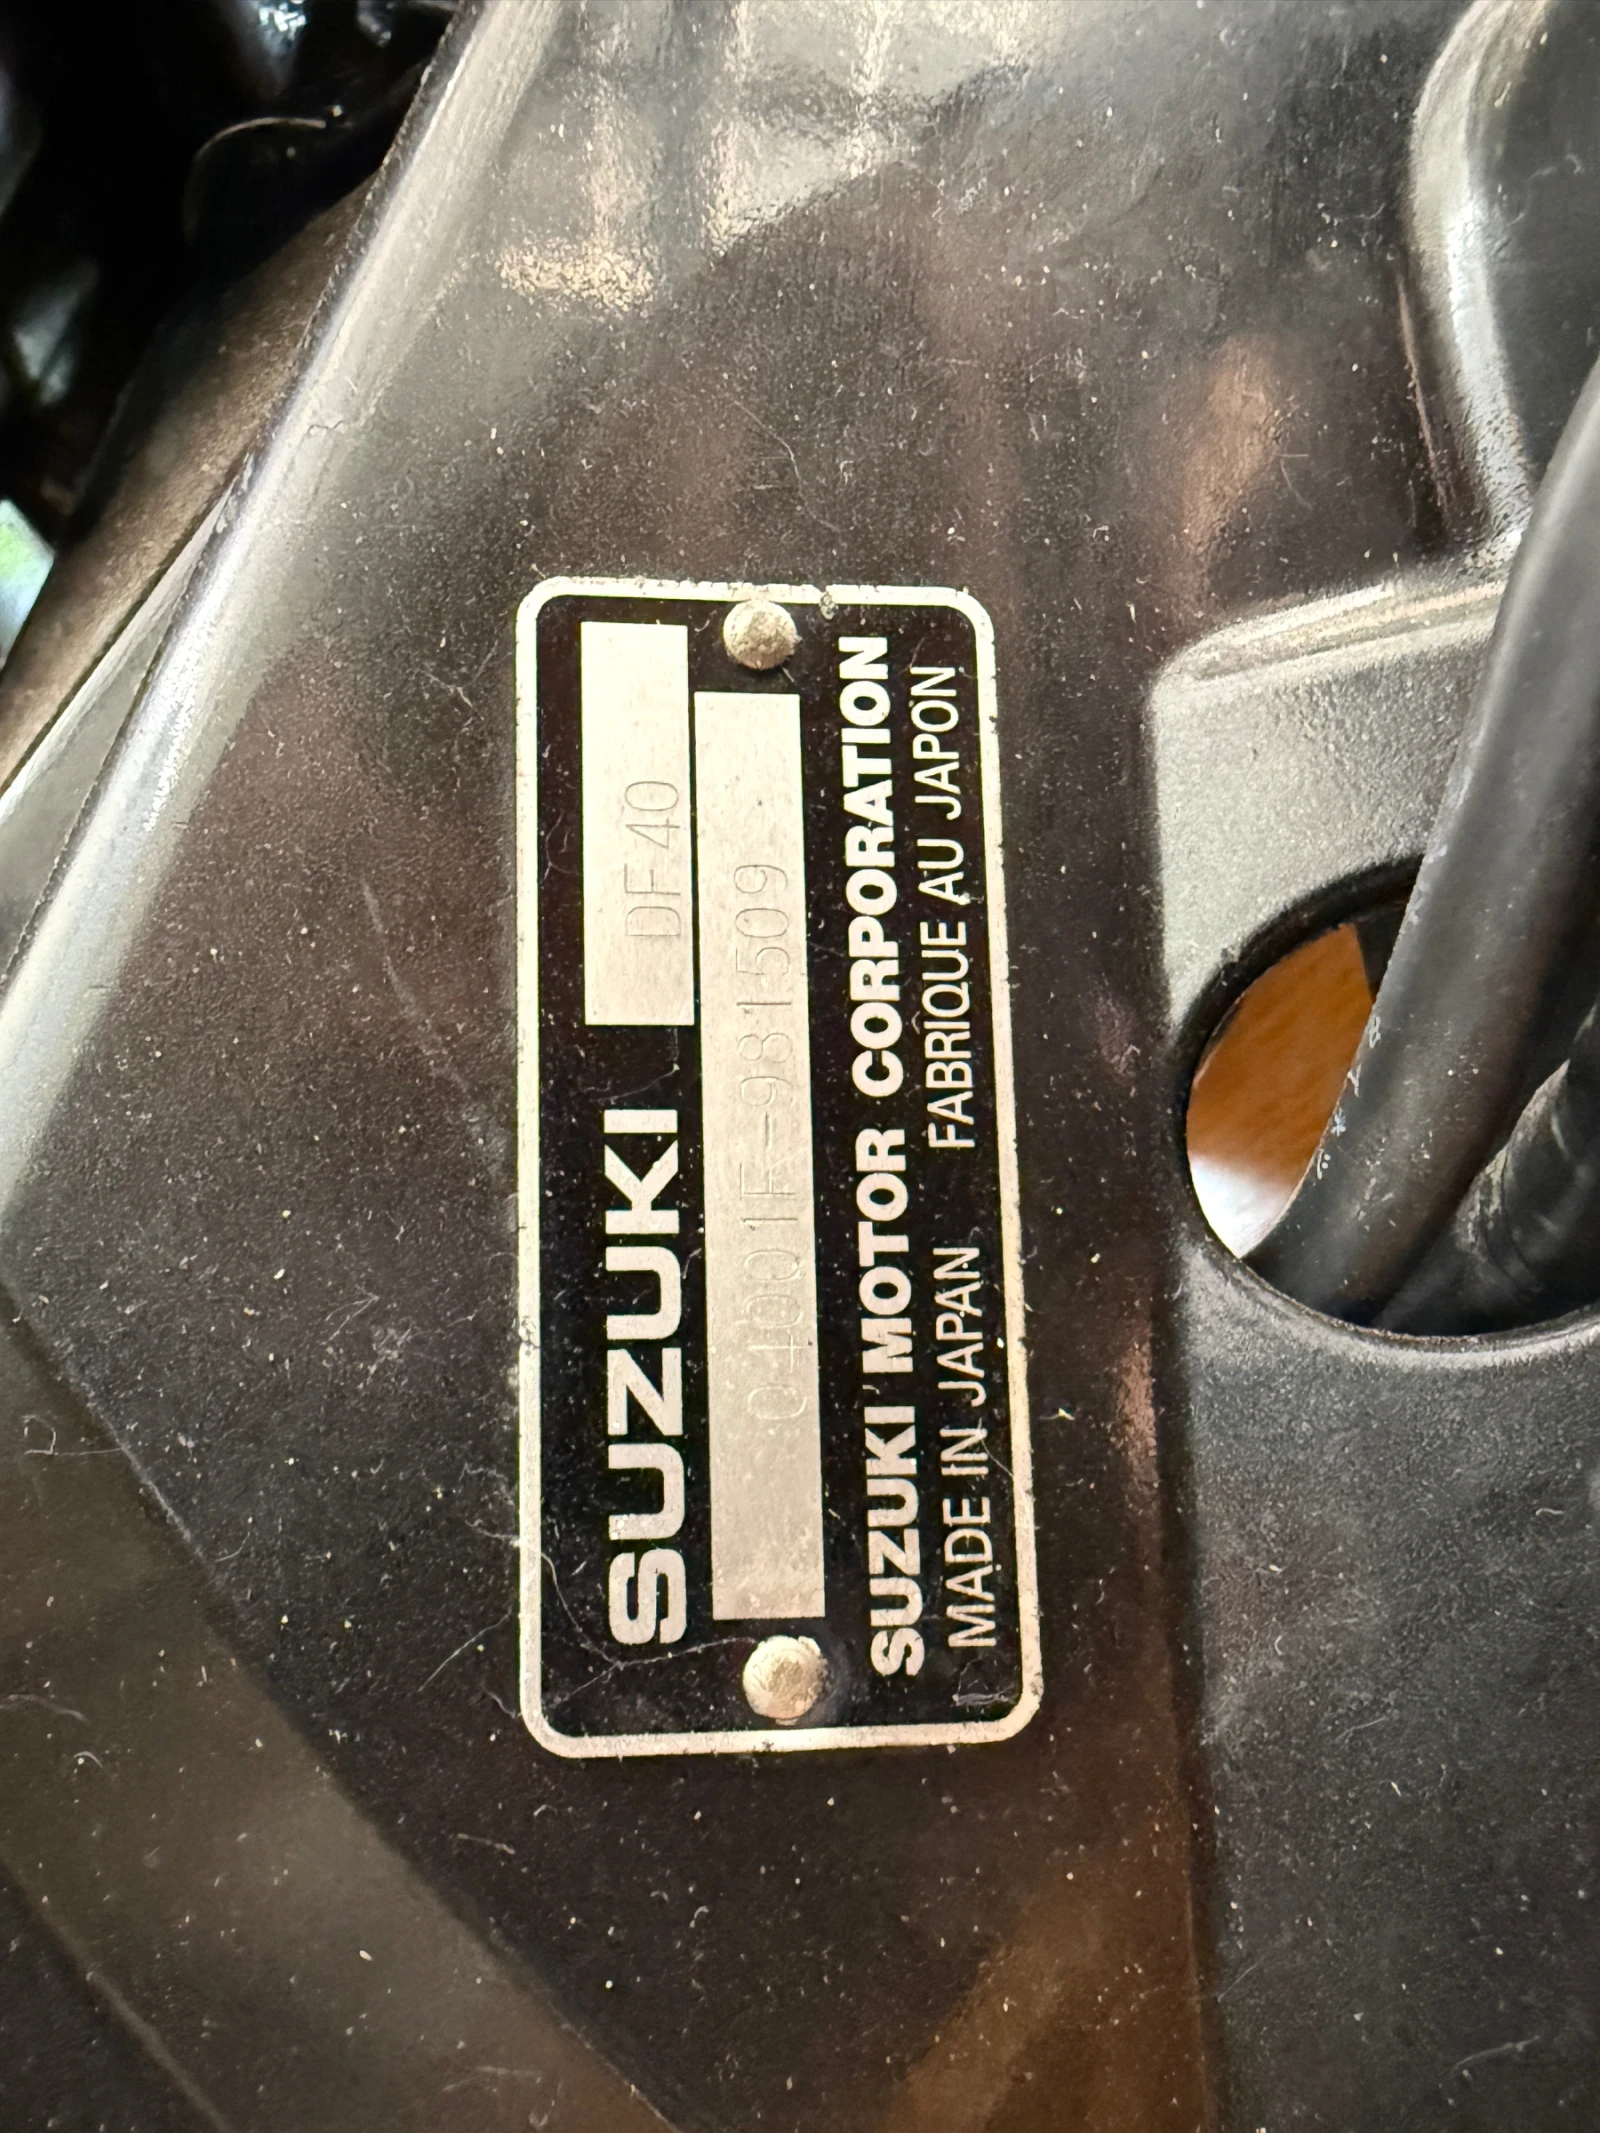 SUZUKI DF40
04001F-981509
SUZUKI MOTOR CORPORATION
MADE IN JAPAN FABRIQUE AU JAPON